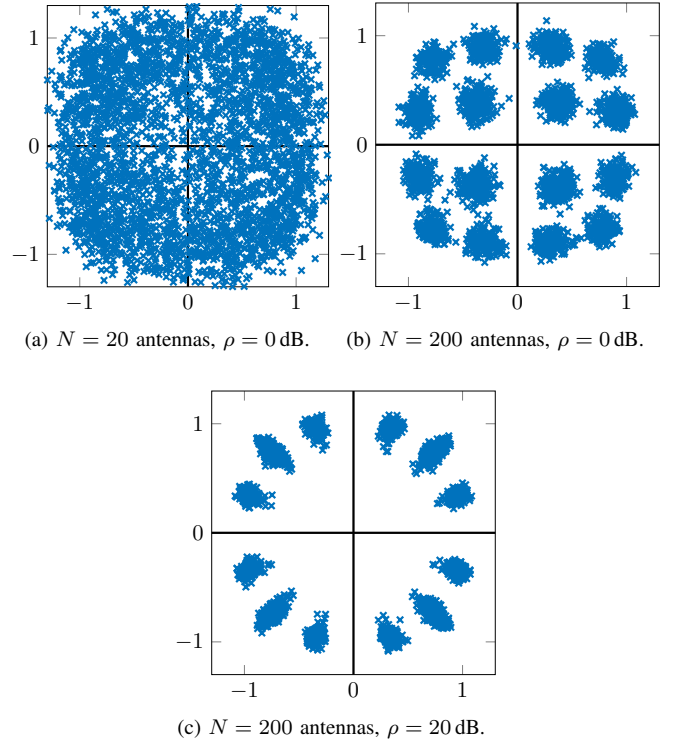 1
0
−1
−1 0 1
1
0
−1
−1 0 1
(a) N = 20 antennas, ρ = 0 dB.
(b) N = 200 antennas, ρ = 0 dB.
1
0
−1
−1 0 1
(c) N = 200 antennas, ρ = 20 dB.